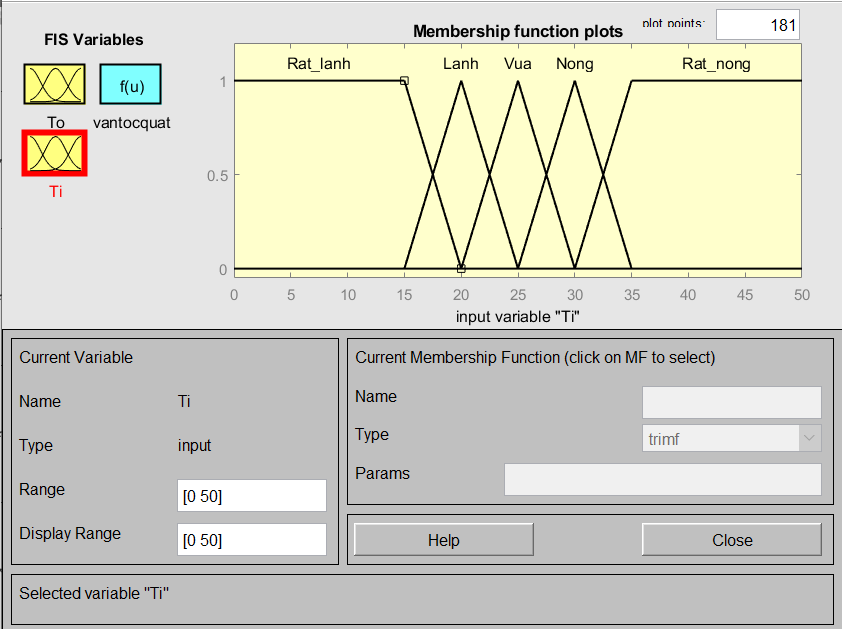 FIS Variables
f(u)
To
vantocquat
Ti
Membership function plots
plot points:
181
Rat_lanh
Lanh
Vua
Nong
Rat_nong
1
0.5
0
0 5 10 15 20 25 30 35 40 45 50
input variable "Ti"
Current Variable
Name Ti
Type input
Range [0 50]
Display Range [0 50]
Current Membership Function (click on MF to select)
Name
Type trimf
Params
Help
Close
Selected variable "Ti"